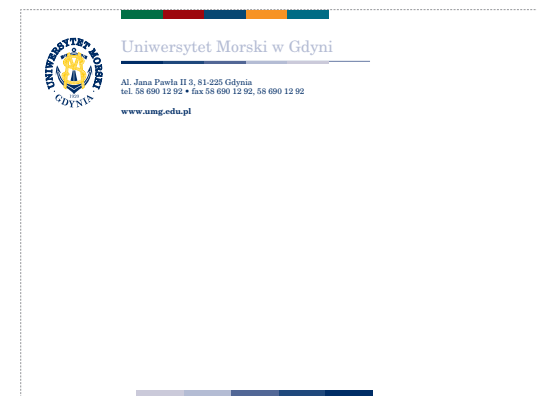 Uniwersytet Morski w Gdyni
UNIWERSYTET MORSKI
· GDYNIA ·
1920
Al. Jana Pawła II 3, 81-225 Gdynia
tel. 58 690 12 92 • fax 58 690 12 92, 58 690 12 92
www.umg.edu.pl